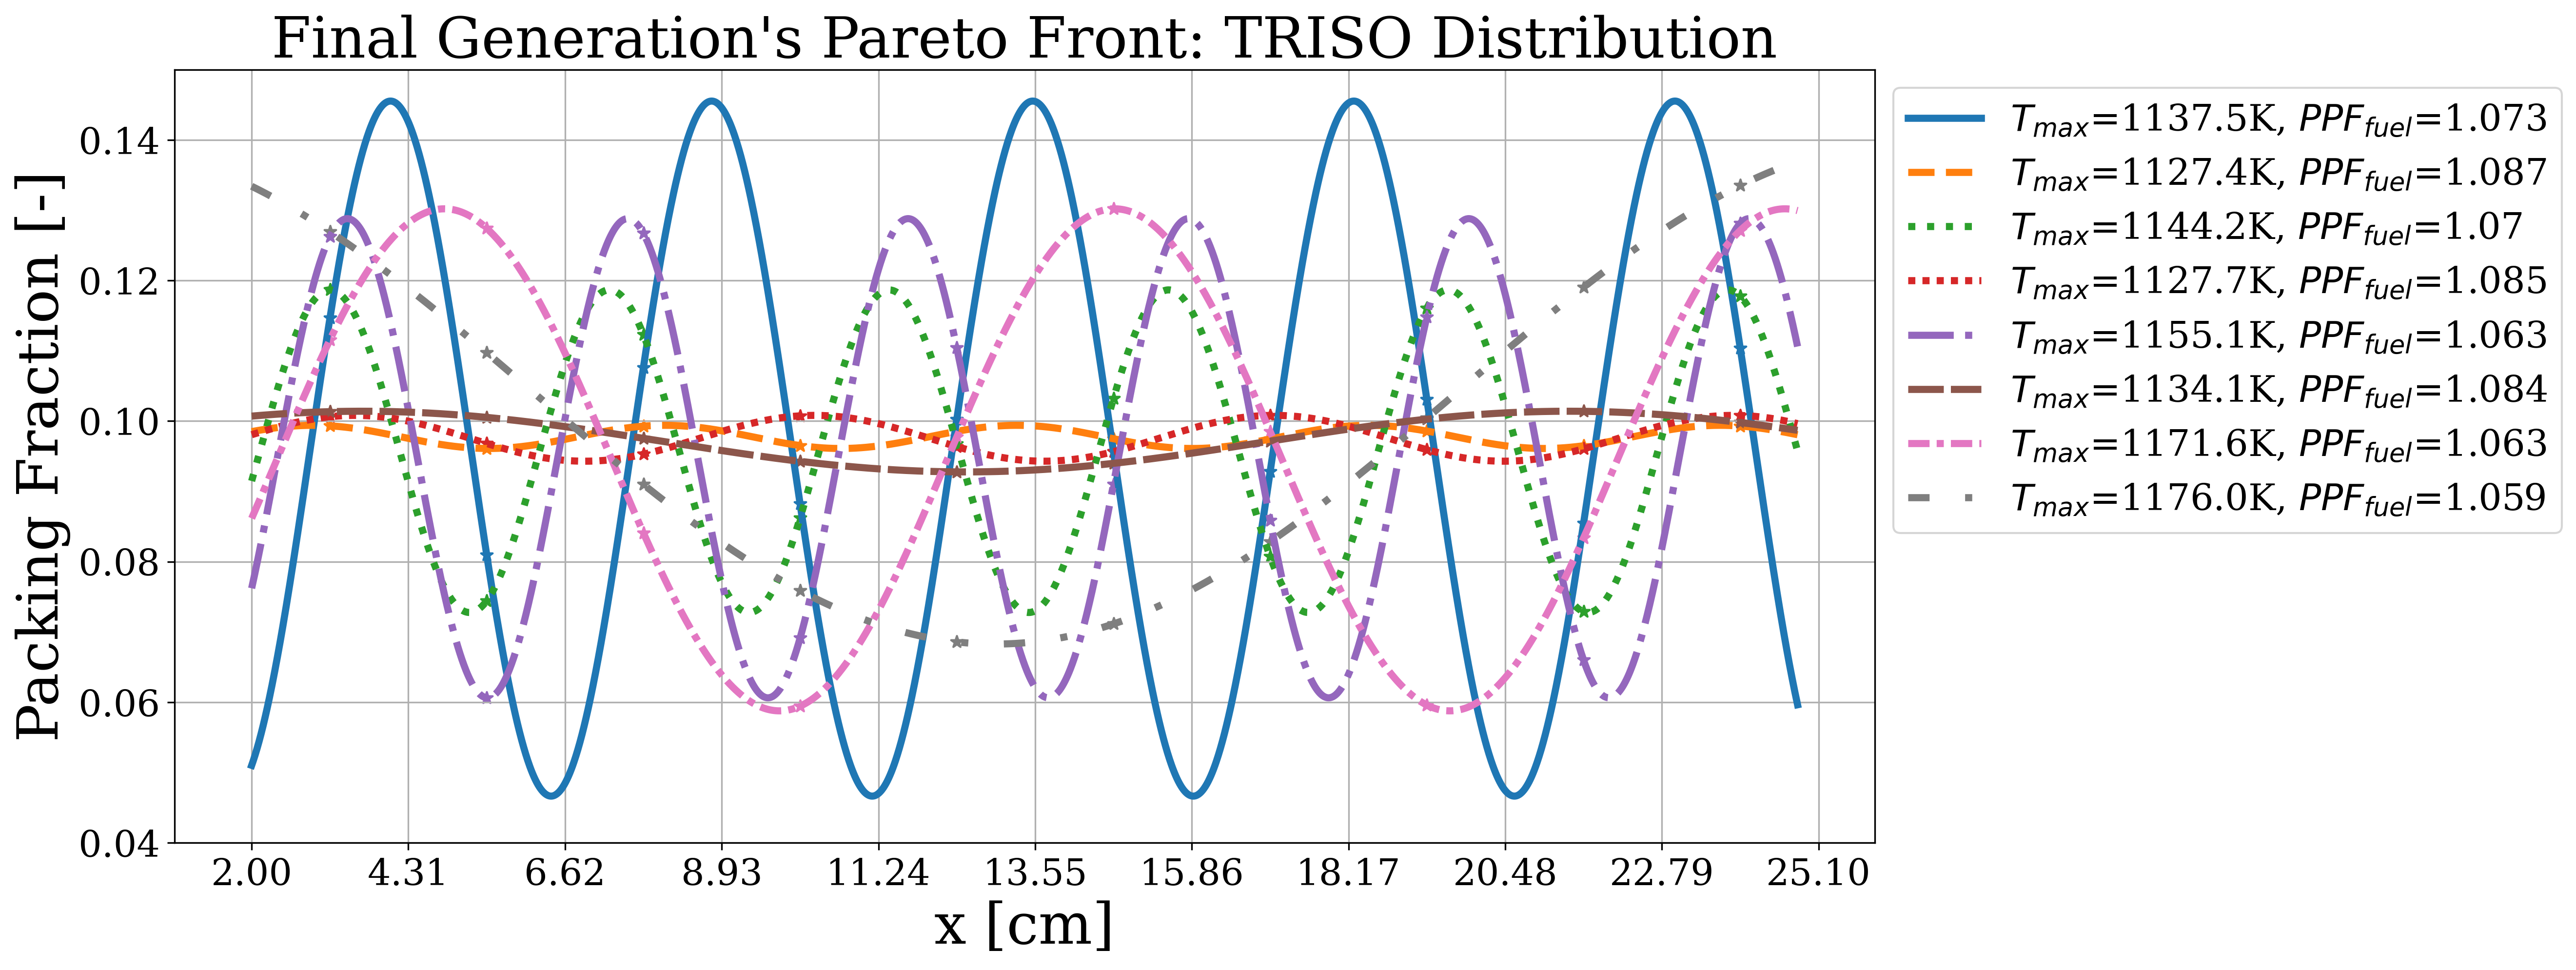 Final Generation's Pareto Front: TRISO Distribution
Packing Fraction [-]
0.14
0.12
0.10
0.08
0.06
0.04
2.00 4.31 6.62 8.93 11.24 13.55 15.86 18.17 20.48 22.79 25.10
x [cm]
T_max=1137.5K, PPF_fuel=1.073
T_max=1127.4K, PPF_fuel=1.087
T_max=1144.2K, PPF_fuel=1.07
T_max=1127.7K, PPF_fuel=1.085
T_max=1155.1K, PPF_fuel=1.063
T_max=1134.1K, PPF_fuel=1.084
T_max=1171.6K, PPF_fuel=1.063
T_max=1176.0K, PPF_fuel=1.059